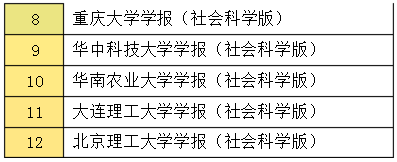 8 重庆大学学报（社会科学版）
9 华中科技大学学报（社会科学版）
10 华南农业大学学报（社会科学版）
11 大连理工大学学报（社会科学版）
12 北京理工大学学报（社会科学版）